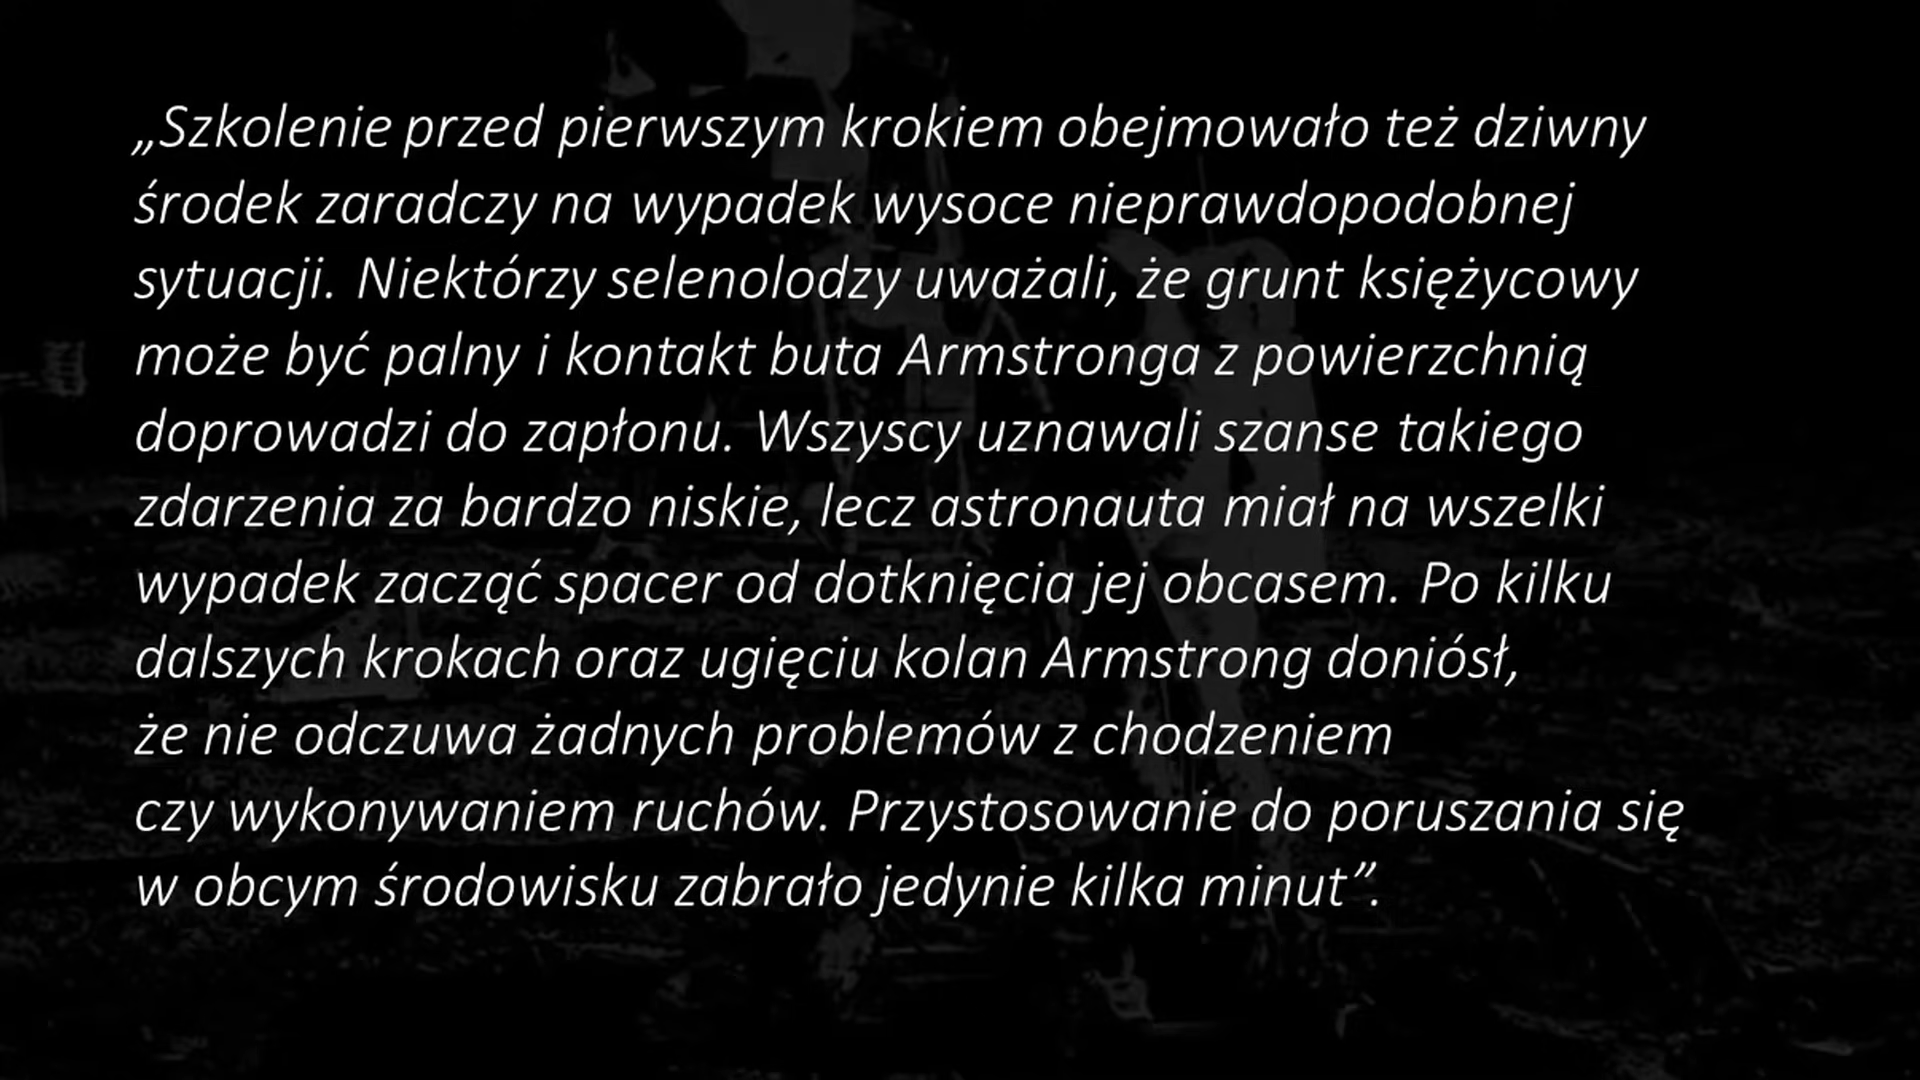 „Szkolenie przed pierwszym krokiem obejmowało też dziwny
środek zaradczy na wypadek wysoce nieprawdopodobnej
sytuacji. Niektórzy selenolodzy uważali, że grunt księżycowy
może być palny i kontakt buta Armstronga z powierzchnią
doprowadzi do zapłonu. Wszyscy uznawali szanse takiego
zdarzenia za bardzo niskie, lecz astronauta miał na wszelki
wypadek zacząć spacer od dotknięcia jej obcasem. Po kilku
dalszych krokach oraz ugięciu kolan Armstrong doniósł,
że nie odczuwa żadnych problemów z chodzeniem
czy wykonywaniem ruchów. Przystosowanie do poruszania się
w obcym środowisku zabrało jedynie kilka minut”.